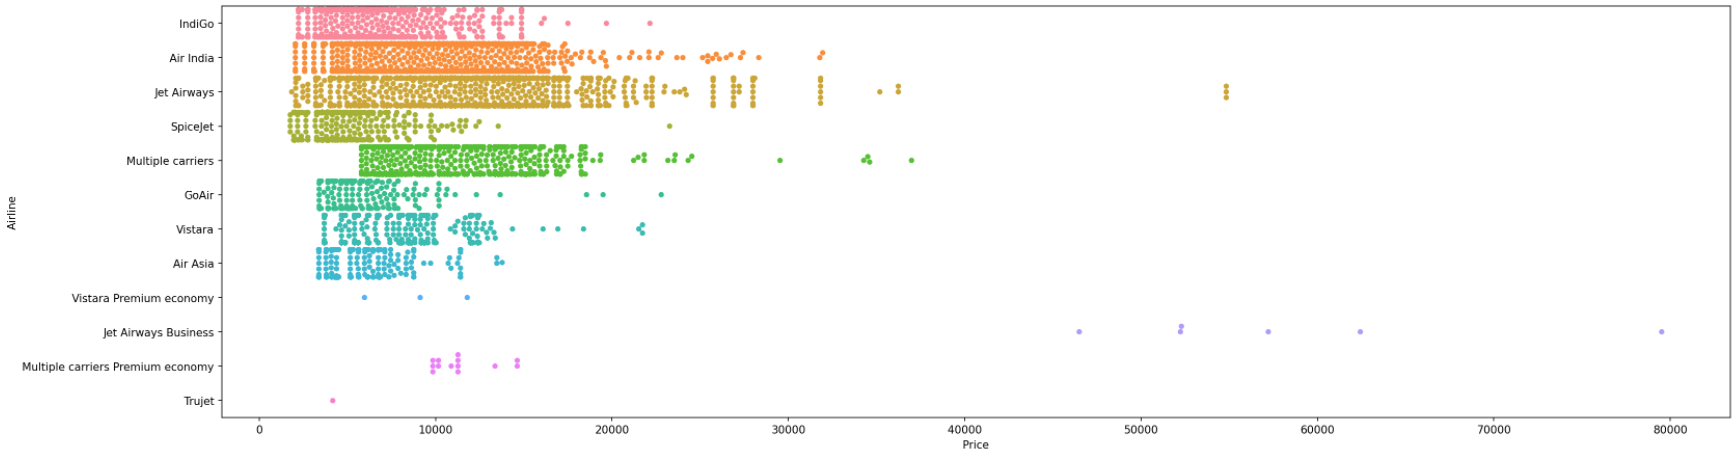 IndiGo
Air India
Jet Airways
SpiceJet
Multiple carriers
GoAir
Vistara
Air Asia
Vistara Premium economy
Jet Airways Business
Multiple carriers Premium economy
Trujet
Airline
0 10000 20000 30000 40000 50000 60000 70000 80000
Price